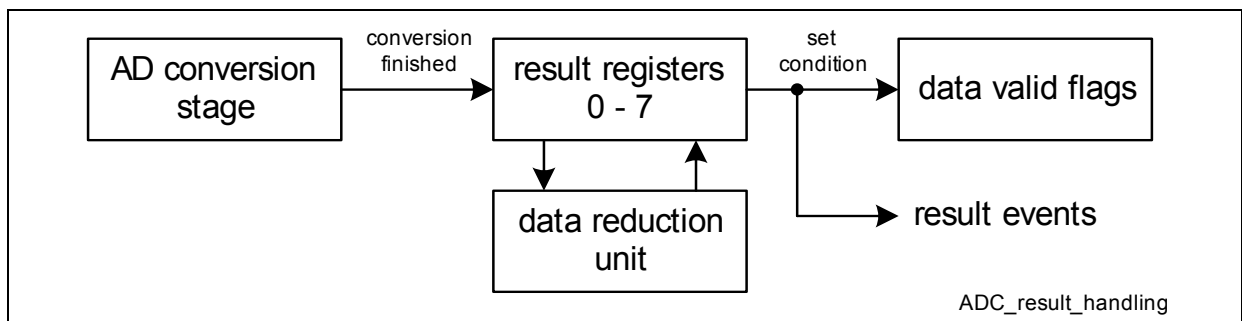 AD conversion
stage
conversion
finished
result registers
0 - 7
set
condition
data valid flags
data reduction
unit
result events
ADC_result_handling